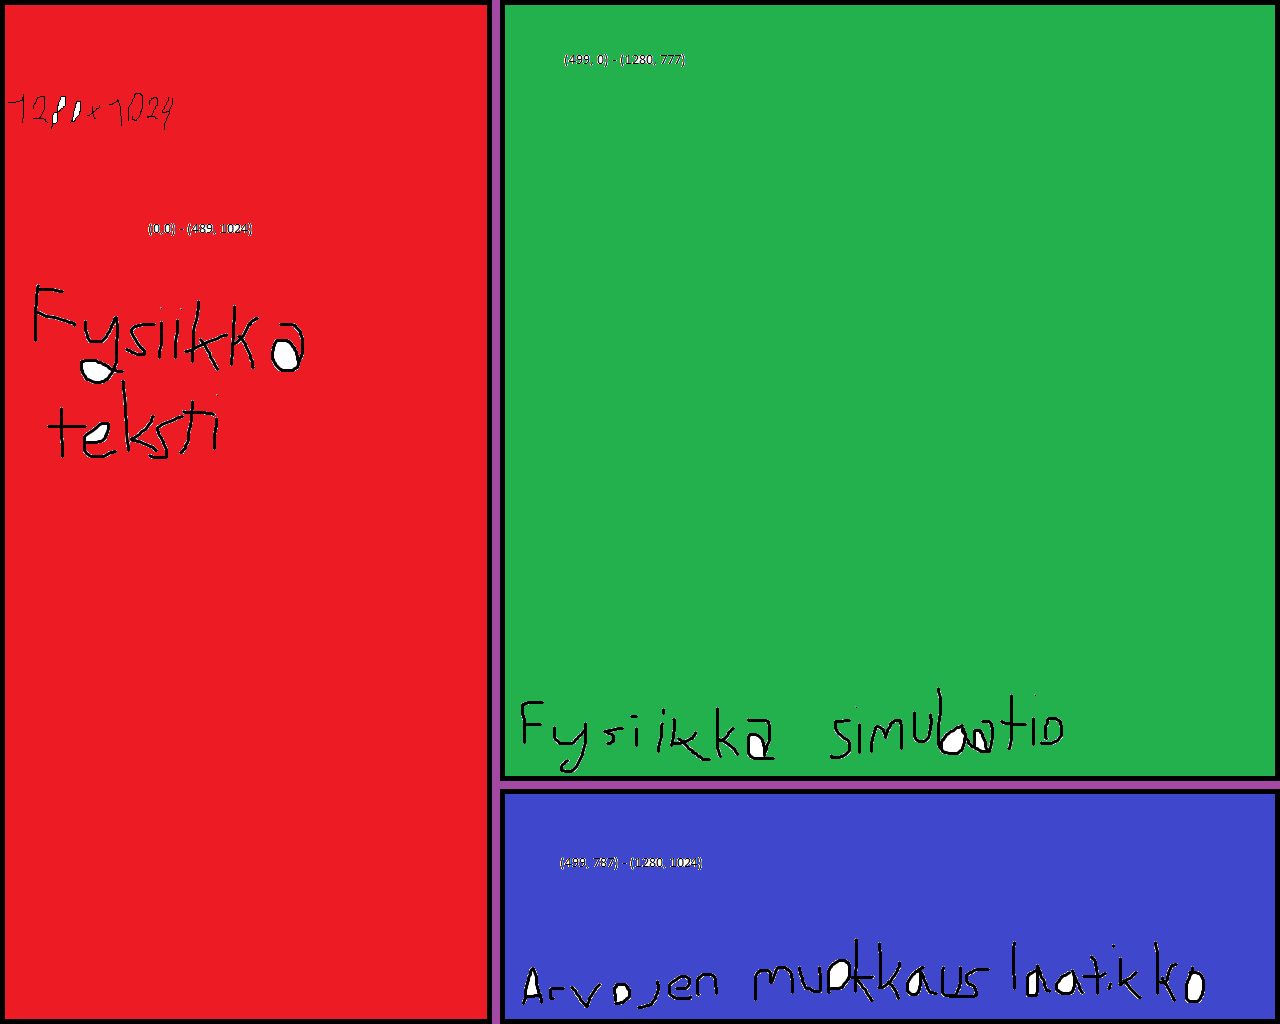 1280x1024
(0,0) - (489, 1024)
Fysiikka
teksti
(499, 0) - (1280, 777)
Fysiikka simulaatio
(499, 787) - (1280, 1024)
Arvojen muokkaus laatikko